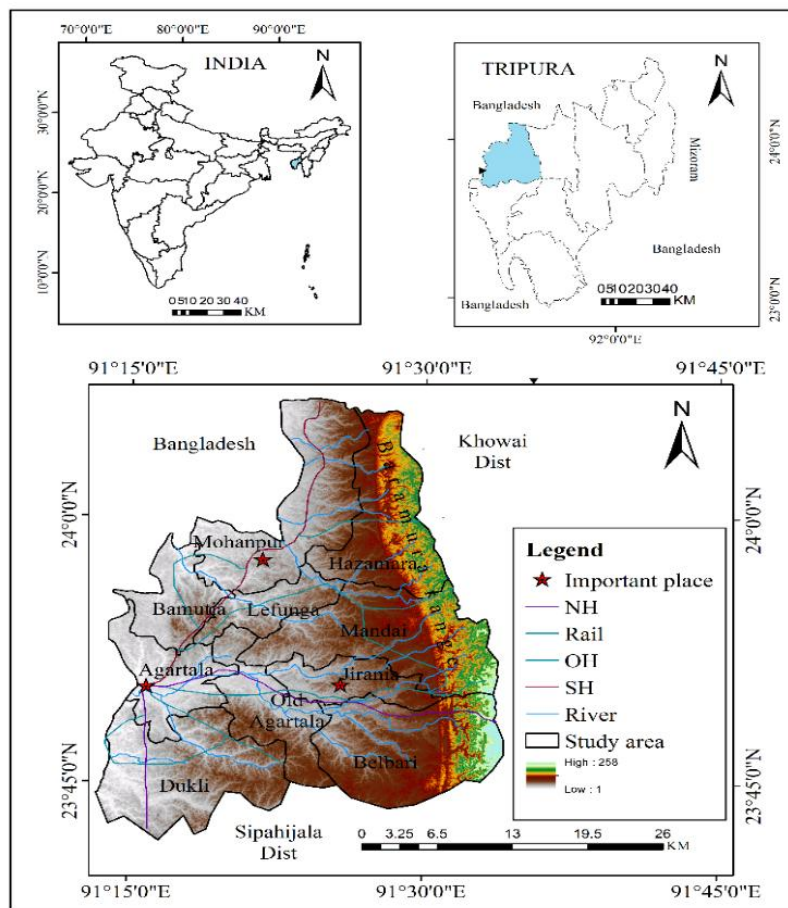 70°0'0"E 80°0'0"E 90°0'0"E
INDIA
N
30°0'0"N
20°0'0"N
10°0'0"N
0510 20 30 40
KM
TRIPURA
N
Bangladesh
Mizoram
Bangladesh
Bangladesh
24°0'0"N
23°0'0"N
0510203040
KM
92°0'0"E
91°15'0"E 91°30'0"E 91°45'0"E
Bangladesh
Khowai
Dist
N
Baramura range
24°0'0"N
24°0'0"N
Mohanpur
Hazamara
Bamutia
Lefunga
Mandai
Agartala
Jirania
Old
Agartala
Belbari
Dukli
Sipahijala
Dist
23°45'0"N
23°45'0"N
Legend
Important place
NH
Rail
OH
SH
River
Study area
High : 258
Low : 1
0 3.25 6.5 13 19.5 26
KM
91°15'0"E 91°30'0"E 91°45'0"E